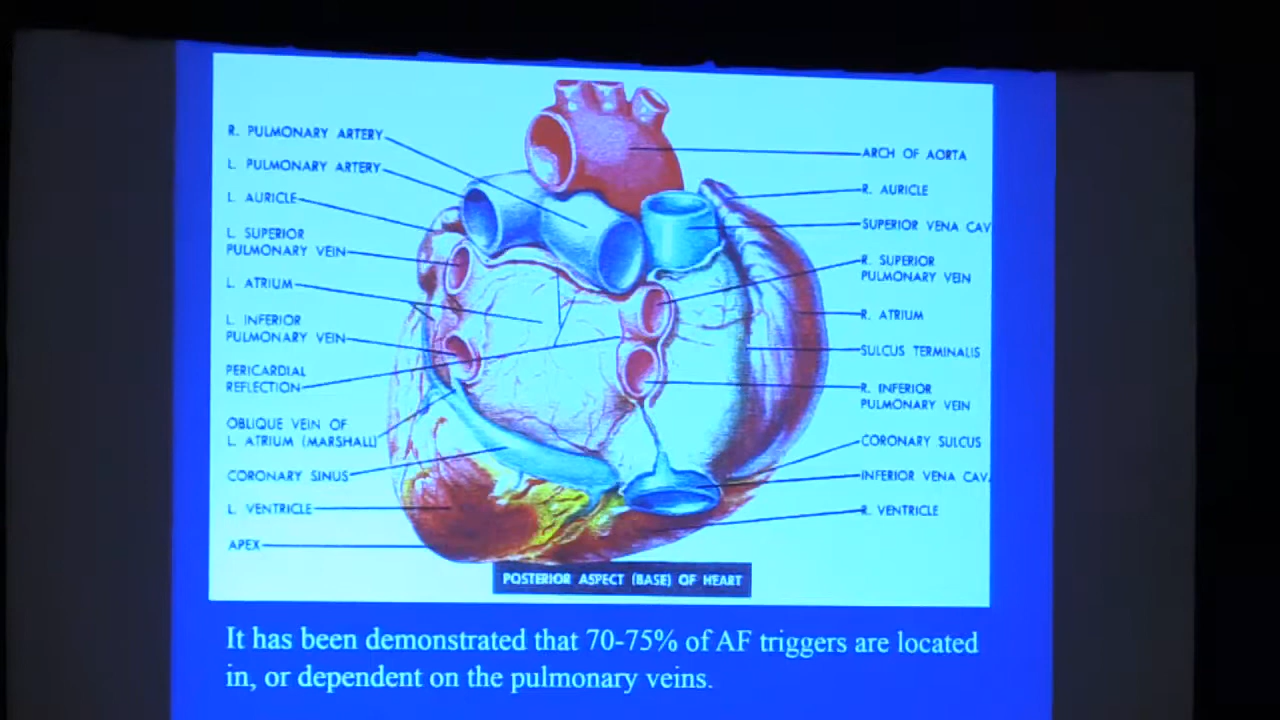 R. PULMONARY ARTERY
L. PULMONARY ARTERY
L. AURICLE
L. SUPERIOR
PULMONARY VEIN
L. ATRIUM
L. INFERIOR
PULMONARY VEIN
PERICARDIAL
REFLECTION
OBLIQUE VEIN OF
L. ATRIUM (MARSHALL)
CORONARY SINUS
L. VENTRICLE
APEX
ARCH OF AORTA
R. AURICLE
SUPERIOR VENA CAV
R. SUPERIOR
PULMONARY VEIN
R. ATRIUM
SULCUS TERMINALIS
R. INFERIOR
PULMONARY VEIN
CORONARY SULCUS
INFERIOR VENA CAV
R. VENTRICLE
POSTERIOR ASPECT (BASE) OF HEART
It has been demonstrated that 70-75% of AF triggers are located
in, or dependent on the pulmonary veins.